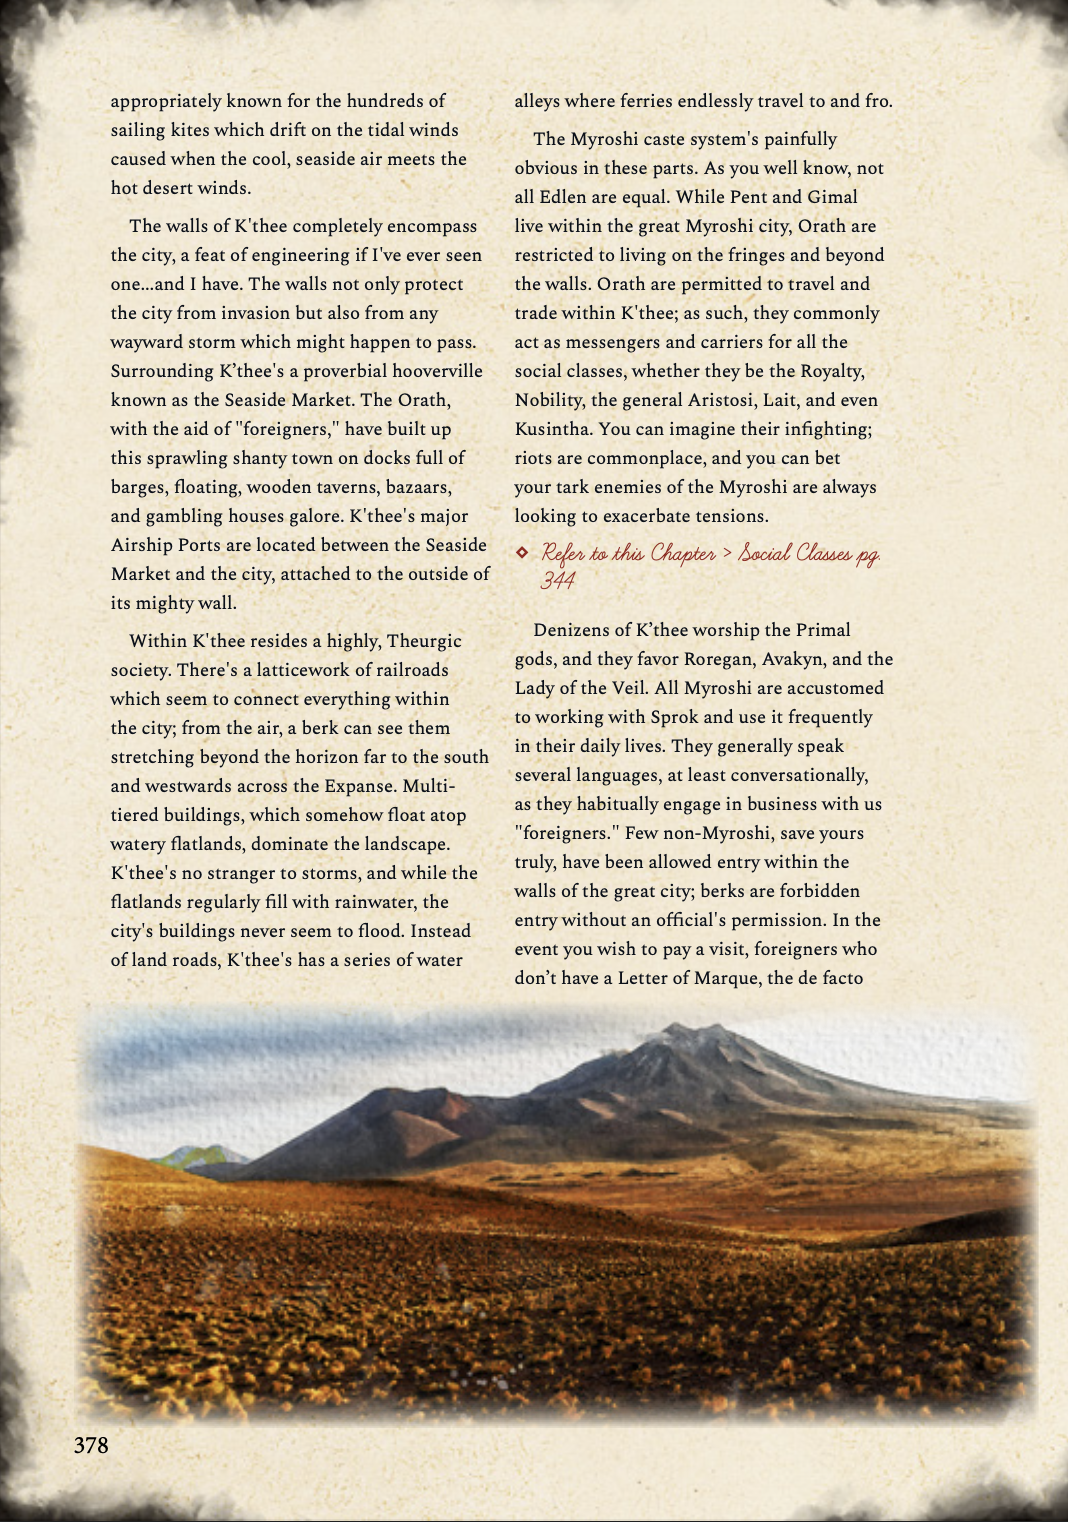 appropriately known for the hundreds of
sailing kites which drift on the tidal winds
caused when the cool, seaside air meets the
hot desert winds.
The walls of K'thee completely encompass
the city, a feat of engineering if I've ever seen
one...and I have. The walls not only protect
the city from invasion but also from any
wayward storm which might happen to pass.
Surrounding K’thee's a proverbial hooverville
known as the Seaside Market. The Orath,
with the aid of "foreigners," have built up
this sprawling shanty town on docks full of
barges, floating, wooden taverns, bazaars,
and gambling houses galore. K'thee's major
Airship Ports are located between the Seaside
Market and the city, attached to the outside of
its mighty wall.
Within K'thee resides a highly, Theurgic
society. There's a latticework of railroads
which seem to connect everything within
the city; from the air, a berk can see them
stretching beyond the horizon far to the south
and westwards across the Expanse. Multi-
tiered buildings, which somehow float atop
watery flatlands, dominate the landscape.
K'thee's no stranger to storms, and while the
flatlands regularly fill with rainwater, the
city's buildings never seem to flood. Instead
of land roads, K'thee's has a series of water
alleys where ferries endlessly travel to and fro.
The Myroshi caste system's painfully
obvious in these parts. As you well know, not
all Edlen are equal. While Pent and Gimal
live within the great Myroshi city, Orath are
restricted to living on the fringes and beyond
the walls. Orath are permitted to travel and
trade within K'thee; as such, they commonly
act as messengers and carriers for all the
social classes, whether they be the Royalty,
Nobility, the general Aristosi, Lait, and even
Kusintha. You can imagine their infighting;
riots are commonplace, and you can bet
your tark enemies of the Myroshi are always
looking to exacerbate tensions.
Refer to this Chapter > Social Classes pg.
344
Denizens of K’thee worship the Primal
gods, and they favor Roregan, Avakyn, and the
Lady of the Veil. All Myroshi are accustomed
to working with Sprok and use it frequently
in their daily lives. They generally speak
several languages, at least conversationally,
as they habitually engage in business with us
"foreigners." Few non-Myroshi, save yours
truly, have been allowed entry within the
walls of the great city; berks are forbidden
entry without an official's permission. In the
event you wish to pay a visit, foreigners who
don’t have a Letter of Marque, the de facto
378